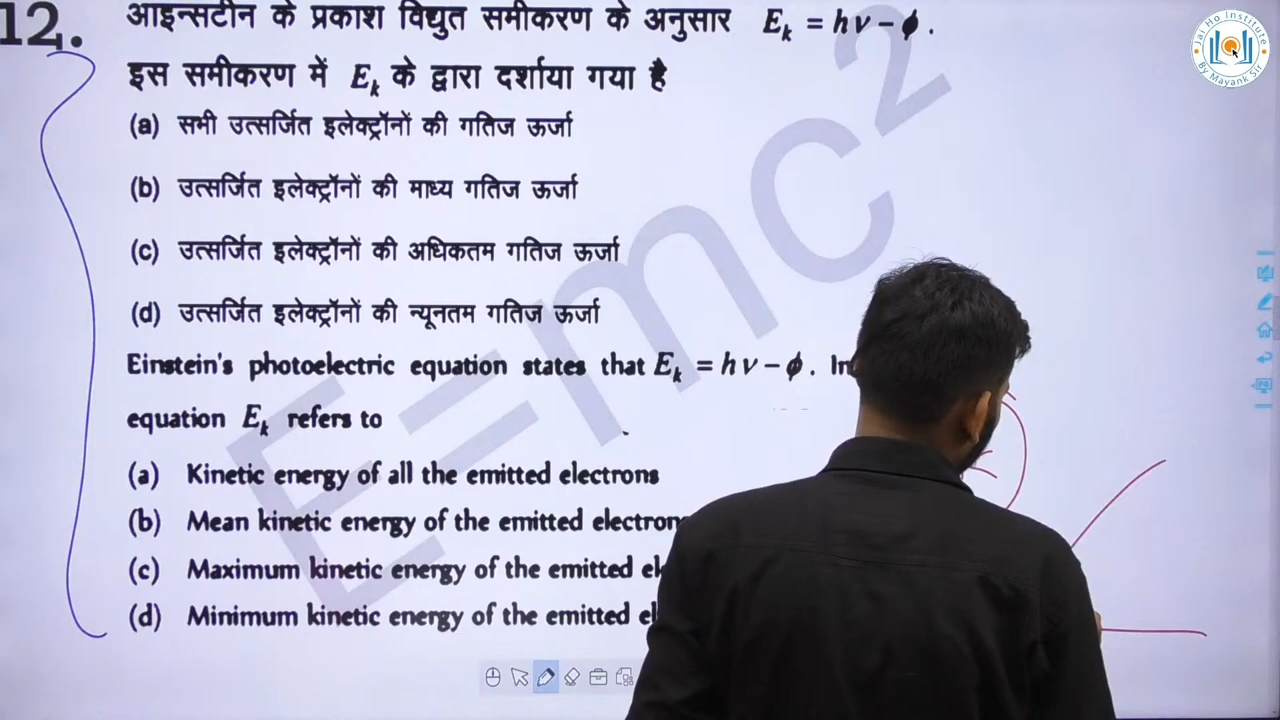 12. आइन्सटीन के प्रकाश विद्युत समीकरण के अनुसार E_k = hν − ϕ .
इस समीकरण में E_k के द्वारा दर्शाया गया है
(a) सभी उत्सर्जित इलेक्ट्रॉनों की गतिज ऊर्जा
(b) उत्सर्जित इलेक्ट्रॉनों की माध्य गतिज ऊर्जा
(c) उत्सर्जित इलेक्ट्रॉनों की अधिकतम गतिज ऊर्जा
(d) उत्सर्जित इलेक्ट्रॉनों की न्यूनतम गतिज ऊर्जा
Einstein's photoelectric equation states that E_k = hν − ϕ . In
equation E_k refers to
(a) Kinetic energy of all the emitted electrons
(b) Mean kinetic energy of the emitted electron
(c) Maximum kinetic energy of the emitted el
(d) Minimum kinetic energy of the emitted el
E=mc²
Jai Ho Institute
By Mayank Sir